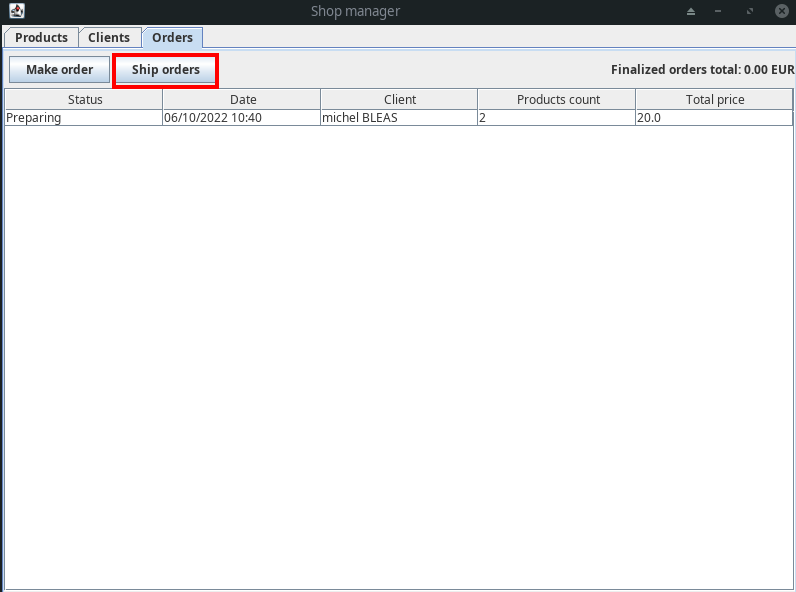 Shop manager
Products Clients Orders
Make order Ship orders Finalized orders total: 0.00 EUR
Status Date Client Products count Total price
Preparing 06/10/2022 10:40 michel BLEAS 2 20.0